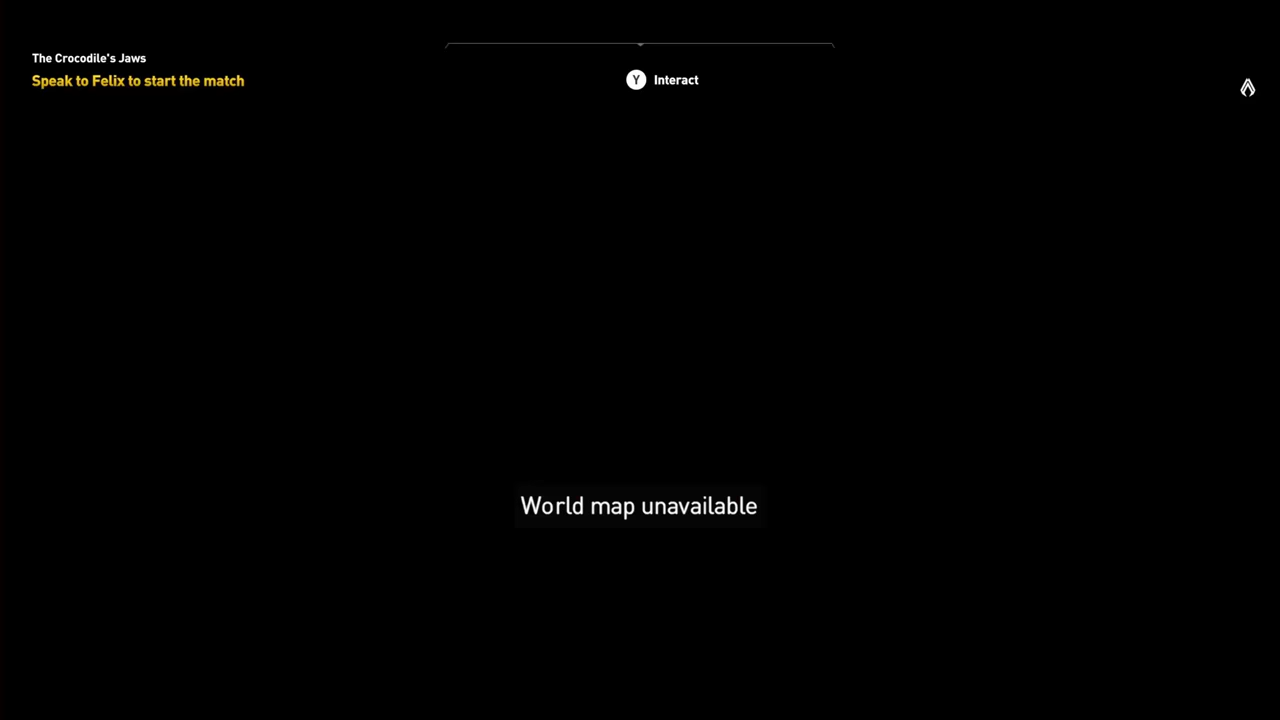 The Crocodile's Jaws
Speak to Felix to start the match
Y Interact
World map unavailable